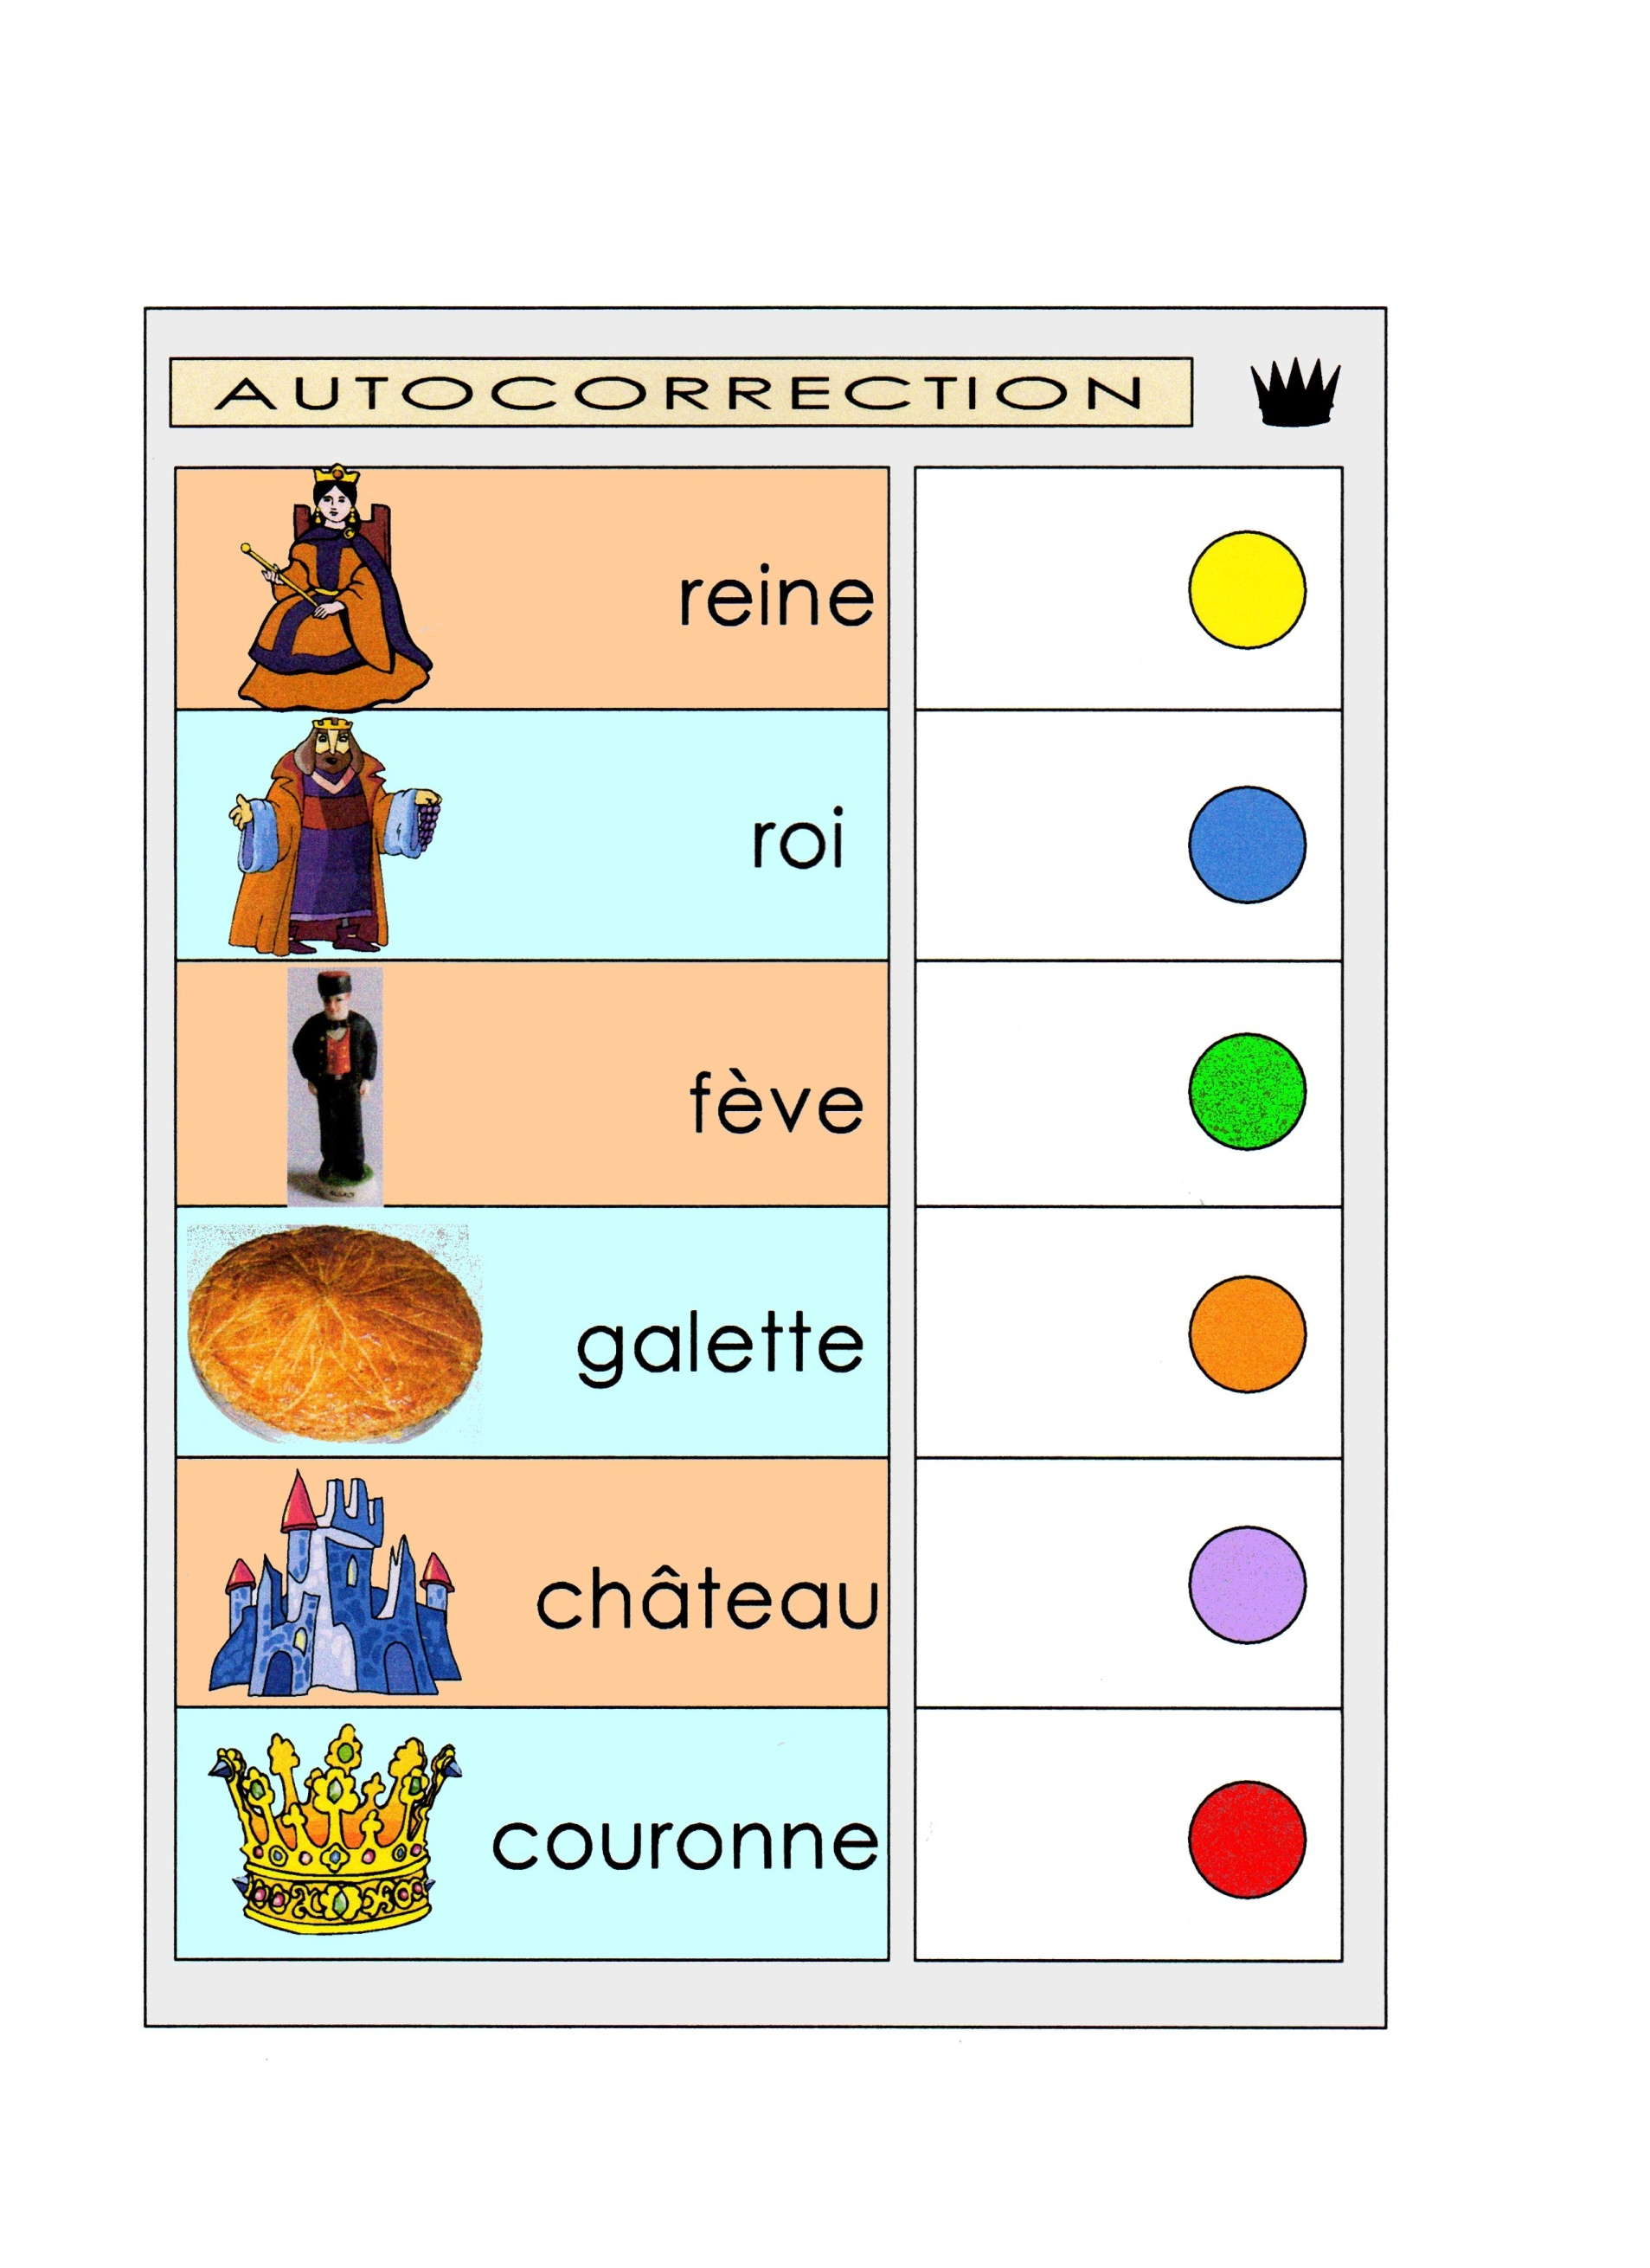 AUTOCORRECTION
reine
roi
fève
galette
château
couronne